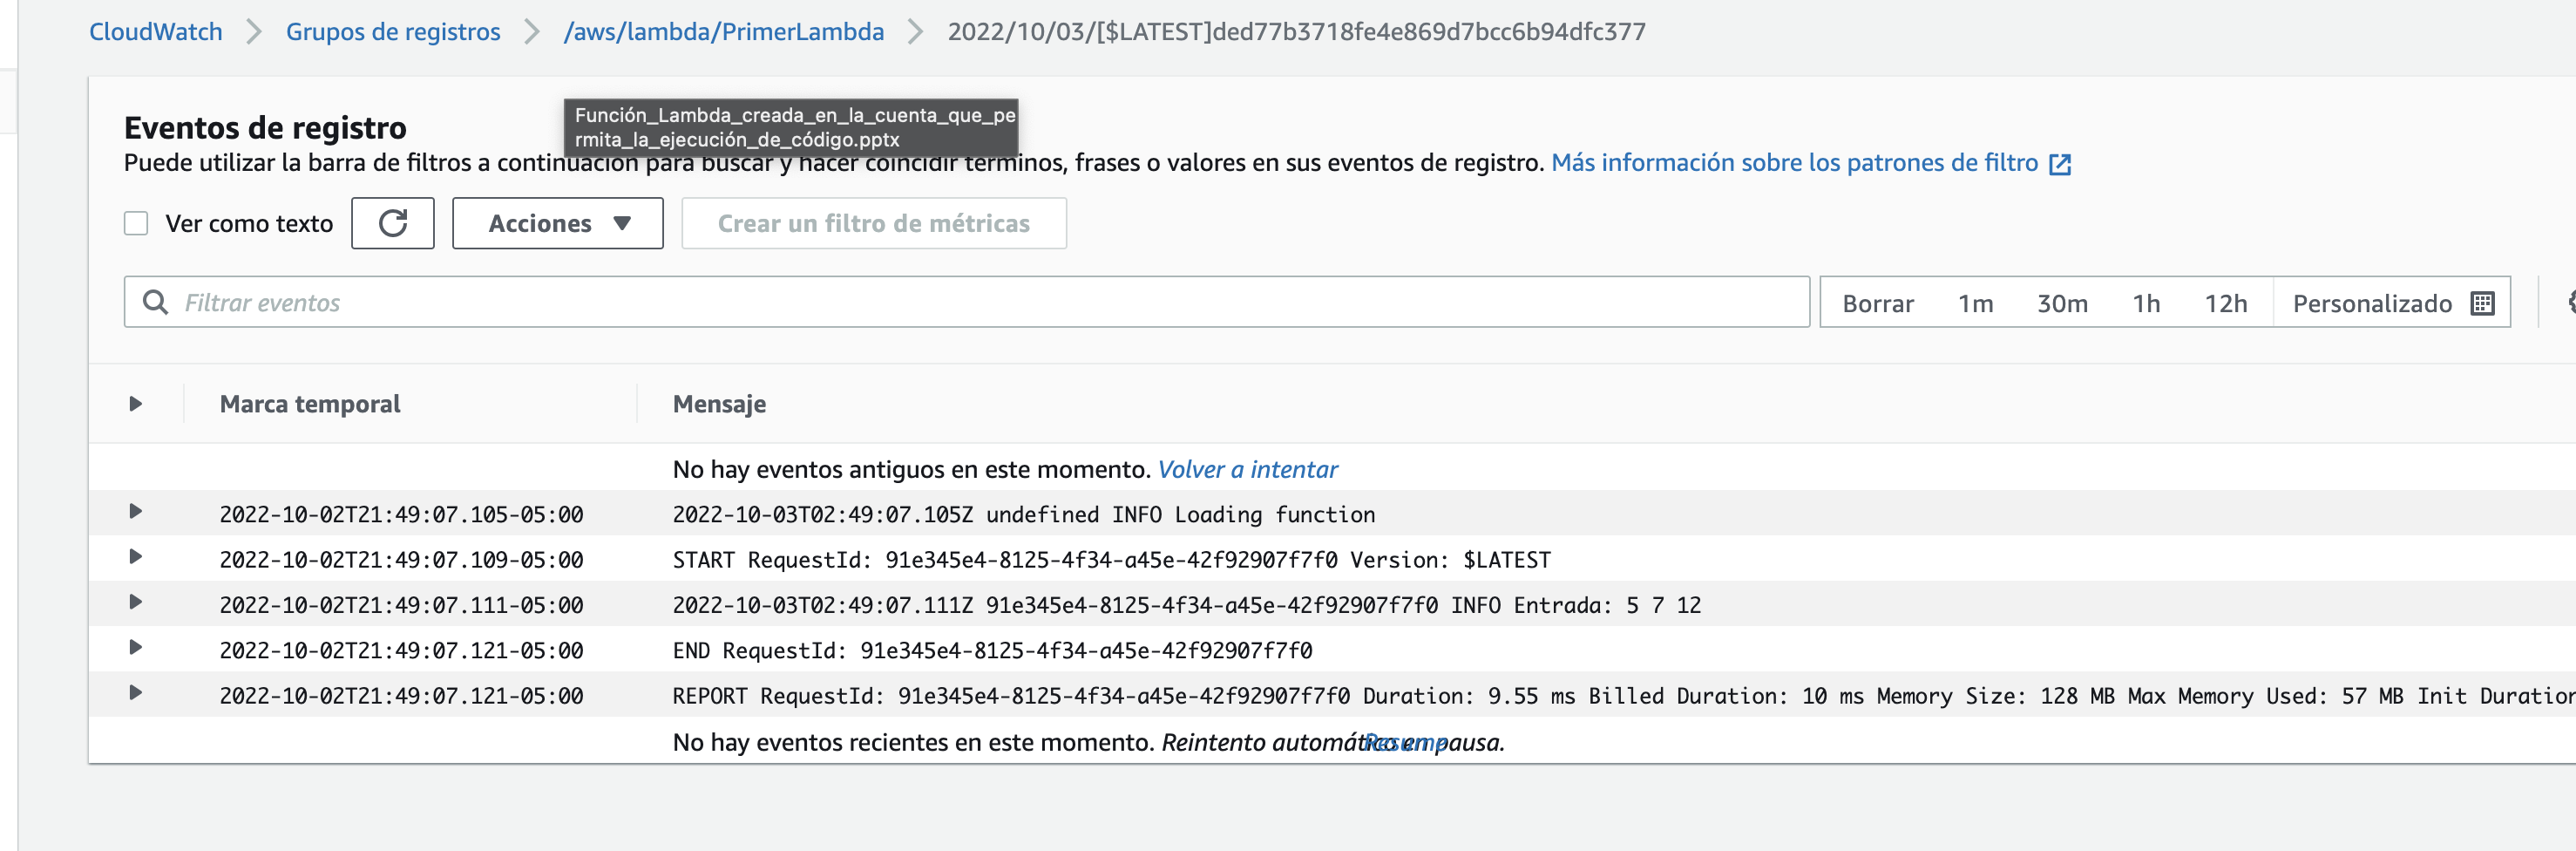 CloudWatch > Grupos de registros > /aws/lambda/PrimerLambda > 2022/10/03/[$LATEST]ded77b3718fe4e869d7bcc6b94dfc377
Función_Lambda_creada_en_la_cuenta_que_pe
rmita_la_ejecución_de_código.pptx
Eventos de registro
Puede utilizar la barra de filtros a continuación para buscar y hacer coincidir términos, frases o valores en sus eventos de registro. Más información sobre los patrones de filtro
Ver como texto Acciones Crear un filtro de métricas
Filtrar eventos Borrar 1m 30m 1h 12h Personalizado
Marca temporal Mensaje
No hay eventos antiguos en este momento. Volver a intentar
2022-10-02T21:49:07.105-05:00 2022-10-03T02:49:07.105Z undefined INFO Loading function
2022-10-02T21:49:07.109-05:00 START RequestId: 91e345e4-8125-4f34-a45e-42f92907f7f0 Version: $LATEST
2022-10-02T21:49:07.111-05:00 2022-10-03T02:49:07.111Z 91e345e4-8125-4f34-a45e-42f92907f7f0 INFO Entrada: 5 7 12
2022-10-02T21:49:07.121-05:00 END RequestId: 91e345e4-8125-4f34-a45e-42f92907f7f0
2022-10-02T21:49:07.121-05:00 REPORT RequestId: 91e345e4-8125-4f34-a45e-42f92907f7f0 Duration: 9.55 ms Billed Duration: 10 ms Memory Size: 128 MB Max Memory Used: 57 MB Init Duration
No hay eventos recientes en este momento. Reintento automático en pausa. Resume